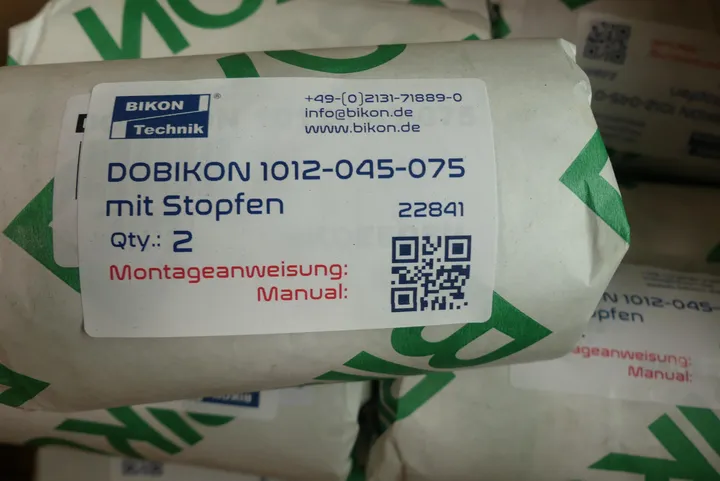 BIKON
Technik
®
+49-(0)2131-71889-0
info@bikon.de
www.bikon.de
DOBIKON 1012-045-075
mit Stopfen
22841
Qty.: 2
Montageanweisung:
Manual:
N 1012-045-
opfen
ageanweisung:
Manual: